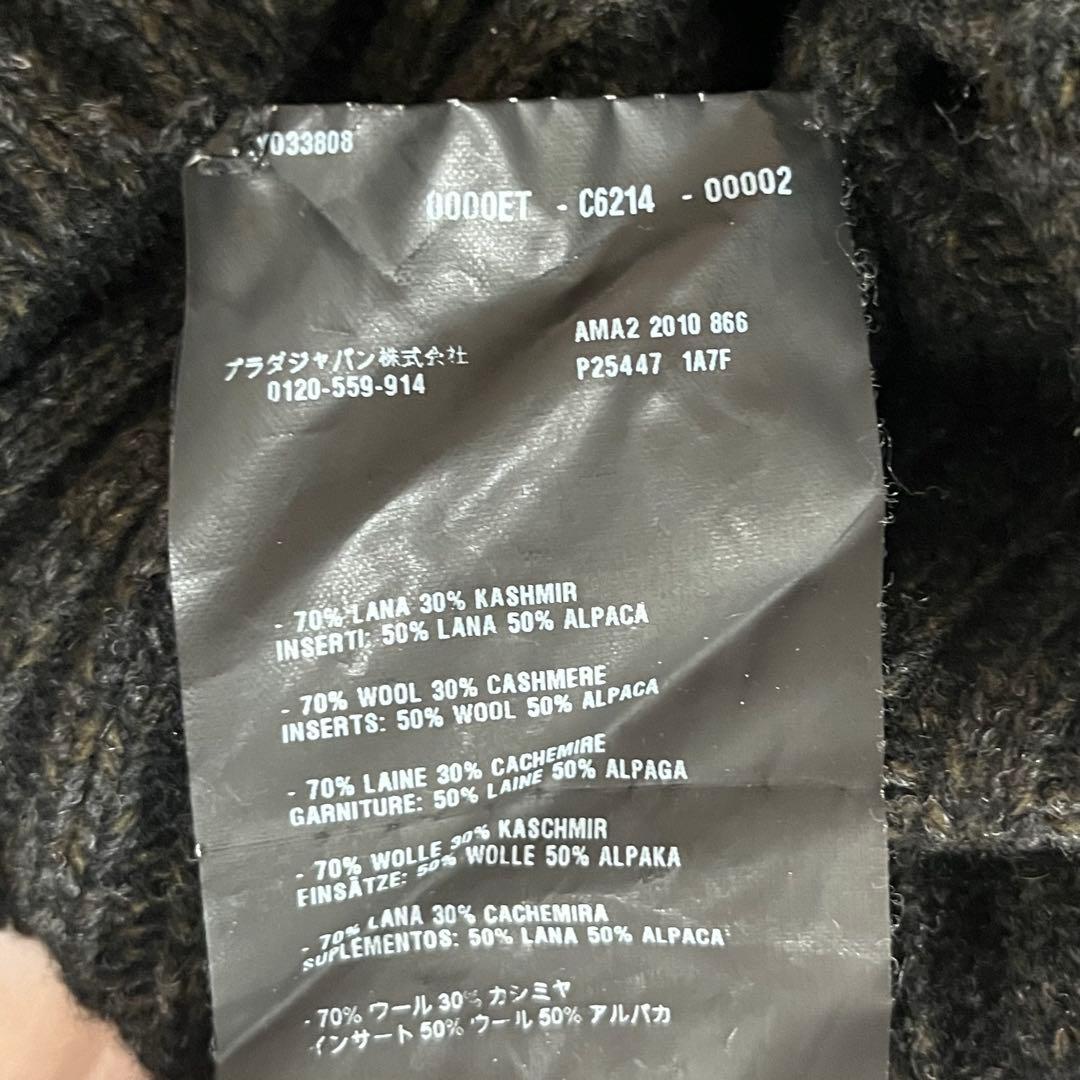 Y033808
0000ET - C6214 - 00002
AMA2 2010 866
プラダジャパン株式会社
P25447 1A7F
0120-559-914
- 70% LANA 30% KASHMIR
INSERTI: 50% LANA 50% ALPACA
- 70% WOOL 30% CASHMERE
INSERTS: 50% WOOL 50% ALPACA
- 70% LAINE 30% CACHEMIRE
GARNITURE: 50% LAINE 50% ALPAGA
- 70% WOLLE 30% KASCHMIR
EINSÄTZE: 50% WOLLE 50% ALPAKA
- 70% LANA 30% CACHEMIRA
SUPLEMENTOS: 50% LANA 50% ALPACA
- 70% ウール 30% カシミヤ
インサート 50% ウール 50% アルパカ